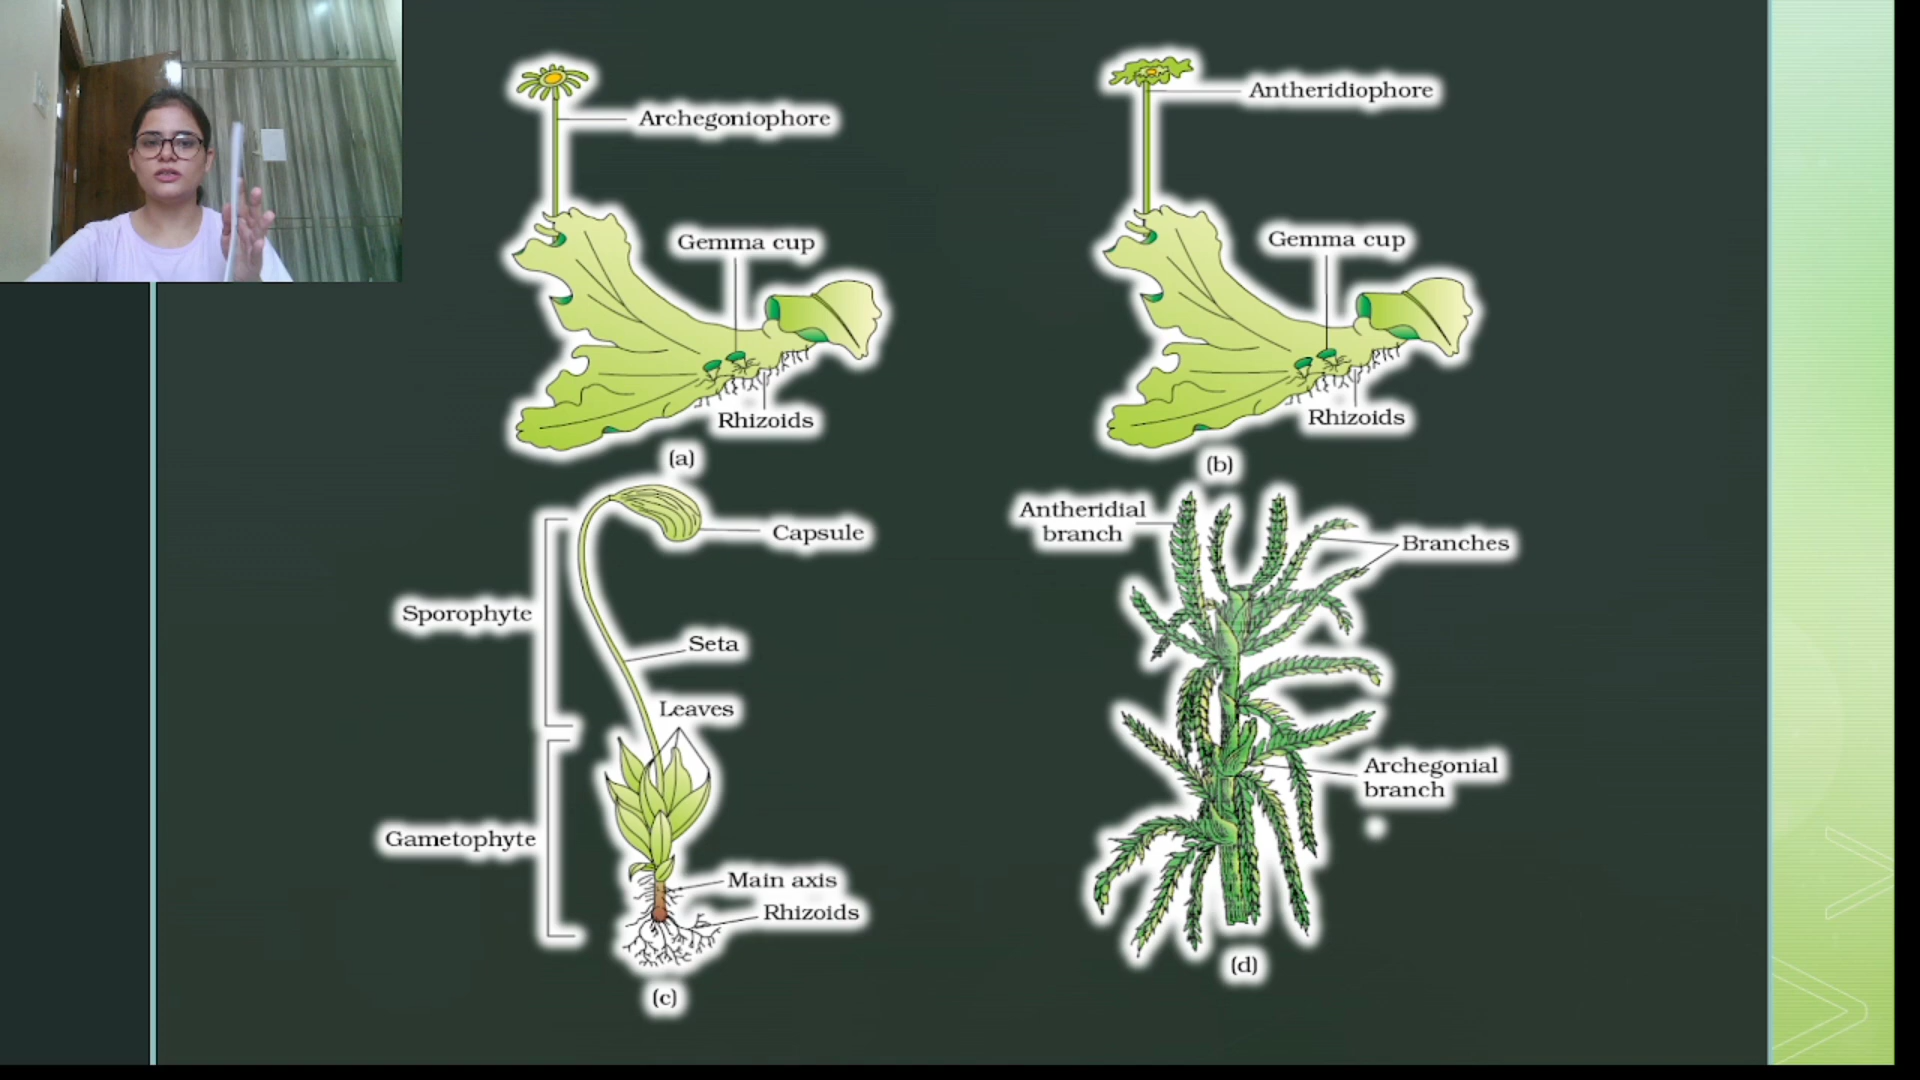 Archegoniophore
Gemma cup
Rhizoids
(a)
Antheridiophore
Gemma cup
Rhizoids
(b)
Capsule
Sporophyte
Seta
Leaves
Gametophyte
Main axis
Rhizoids
(c)
Antheridial
branch
Branches
Archegonial
branch
(d)